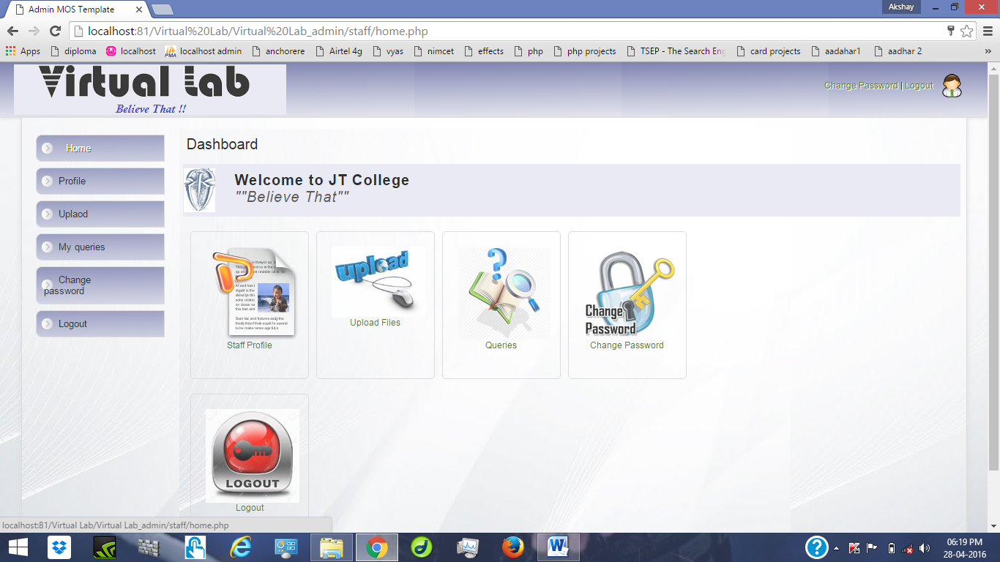 Admin MOS Template
Akshay
localhost:81/Virtual%20Lab/Virtual%20Lab_admin/staff/home.php
Apps diploma localhost localhost admin anchorere Airtel 4g vyas nimcet effects php php projects TSEP - The Search En card projects aadahar1 aadhar 2 »
PMA
Virtual Lab
Believe That !!
Change Password | Logout
Home
Profile
Uplaod
My queries
Change
password
Logout
Dashboard
Welcome to JT College
""Believe That""
Staff Profile
upload
Upload Files
?
Queries
Change
Password
Change Password
LOGOUT
Logout
localhost:81/Virtual Lab/Virtual Lab_admin/staff/home.php
06:19 PM
28-04-2016